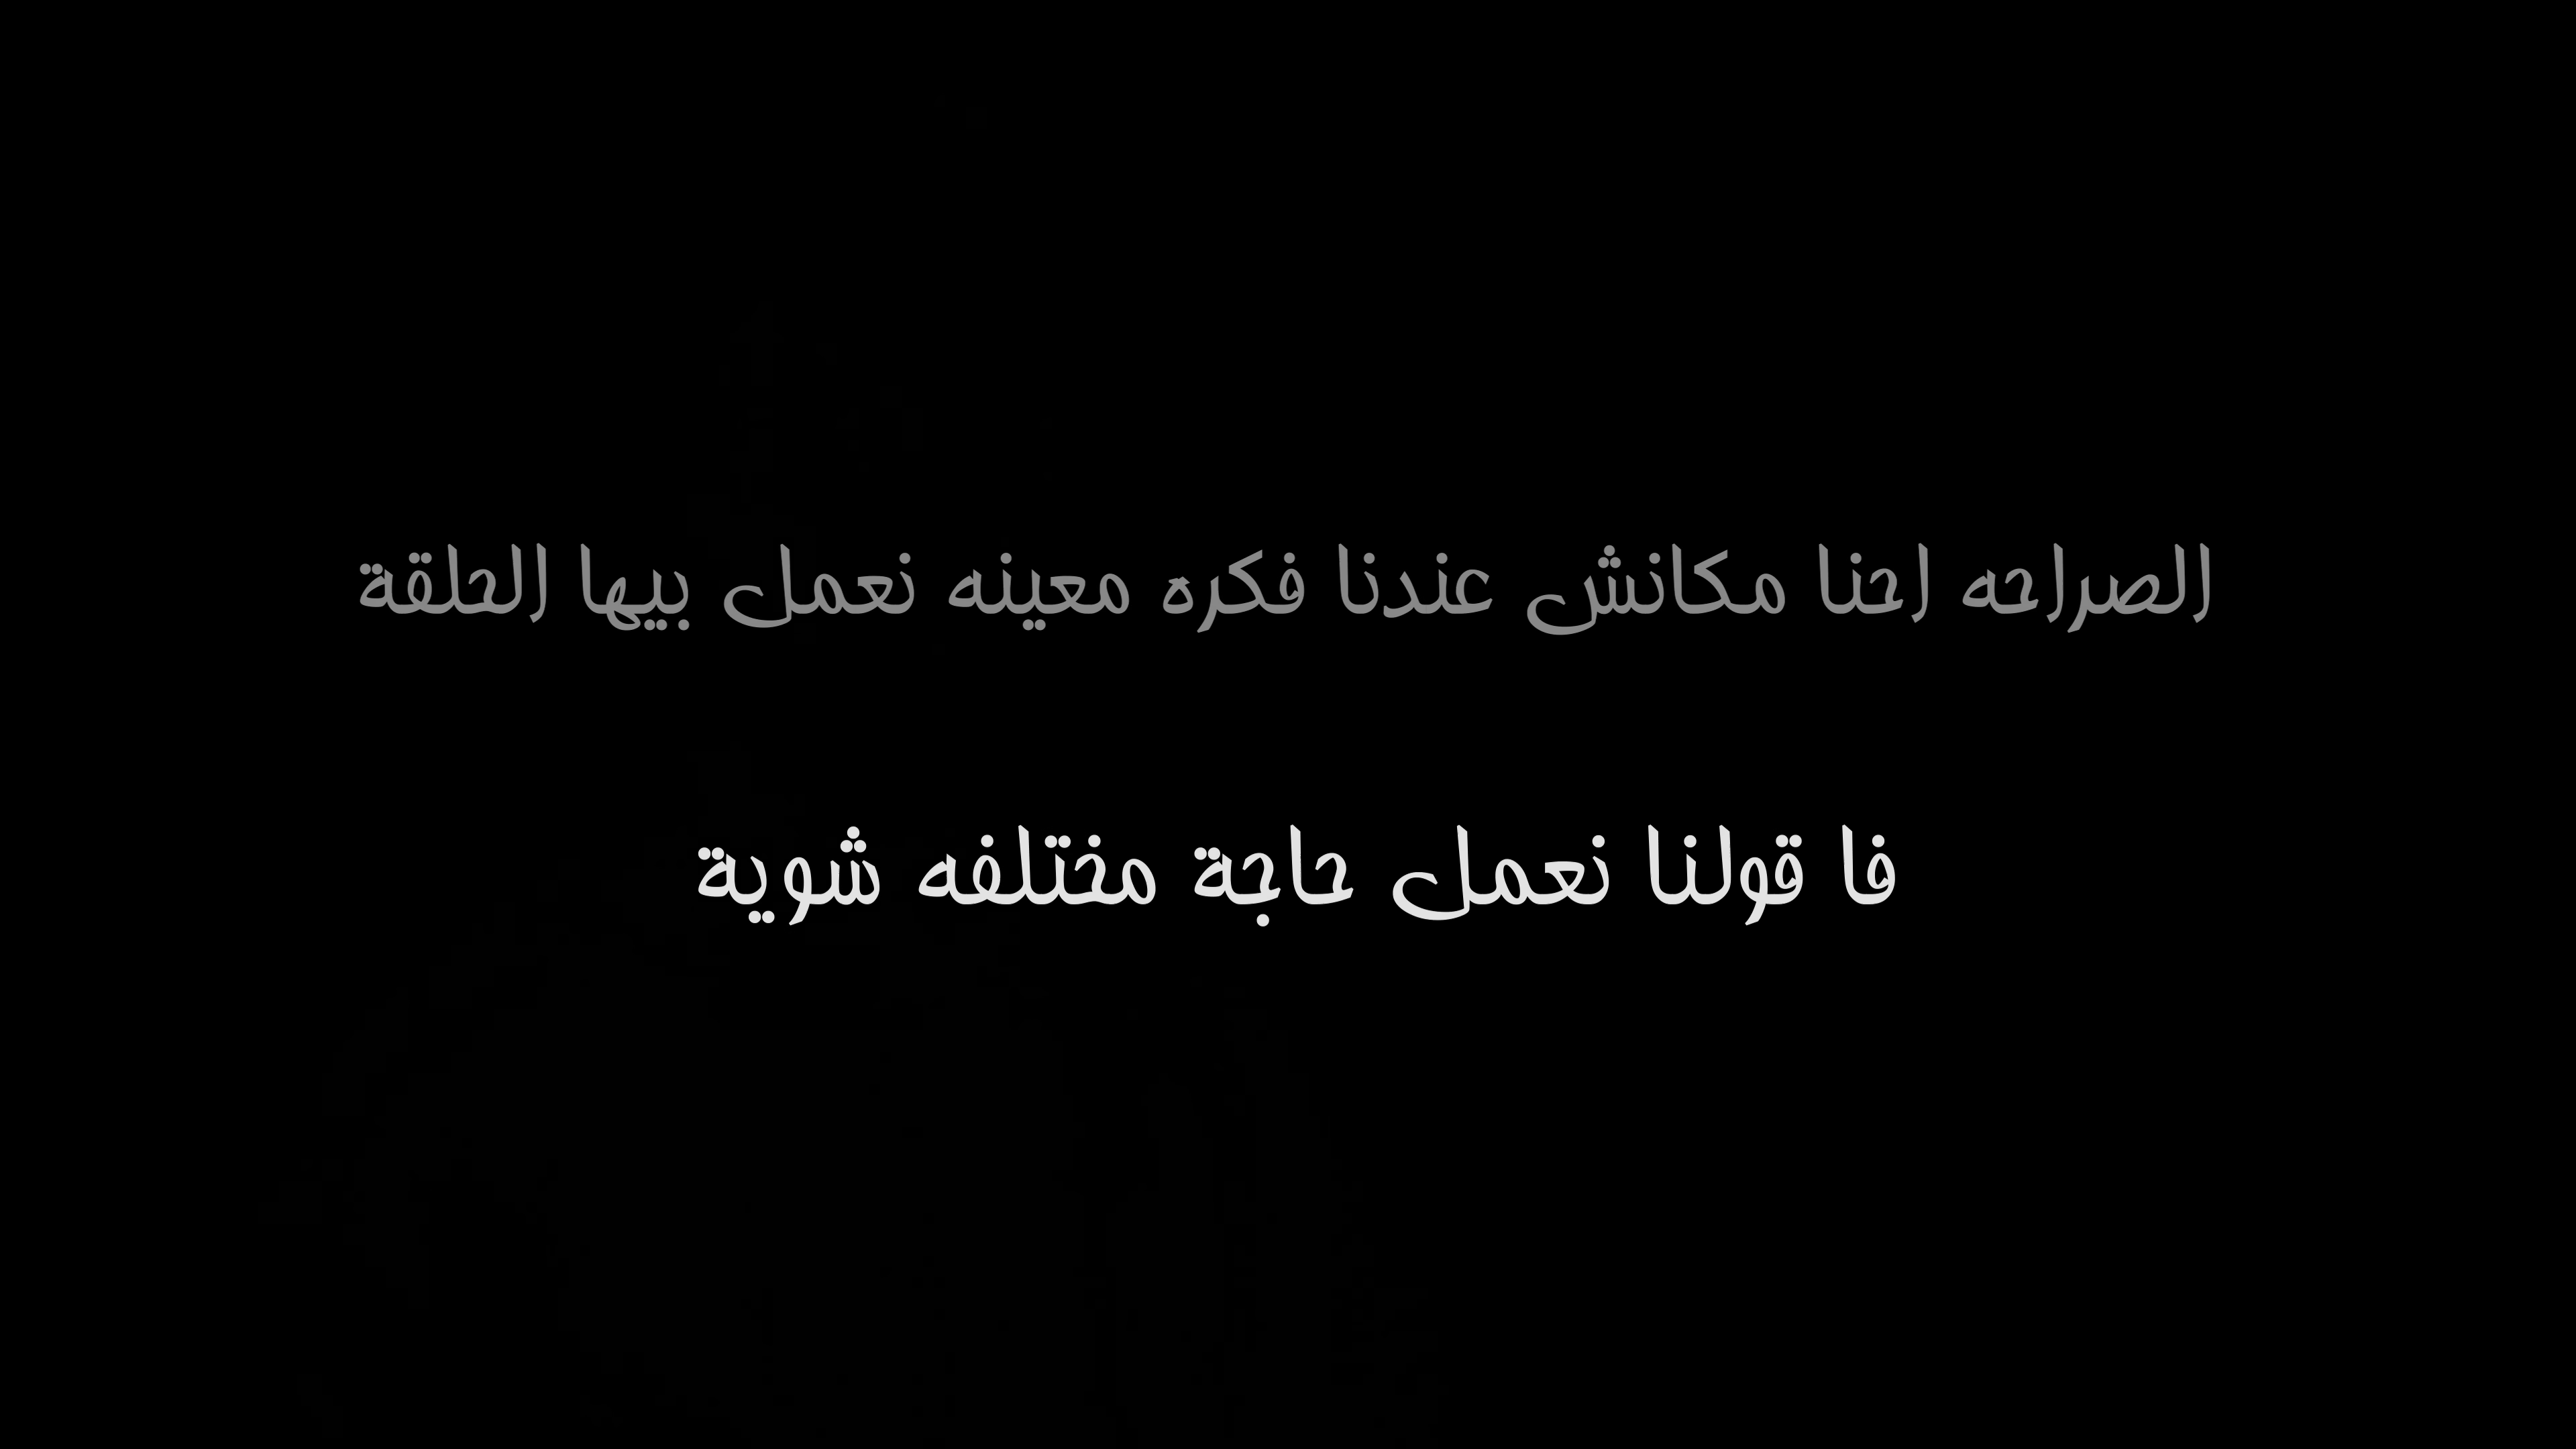 الصراحه احنا مكانش عندنا فكره معينه نعمل بيها الحلقة
فا قولنا نعمل حاجة مختلفه شوية